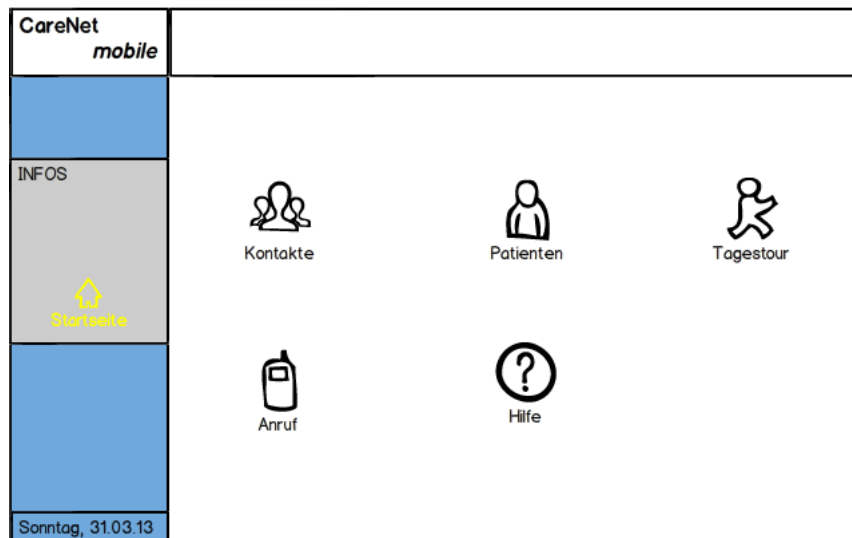 CareNet
mobile
INFOS
Startseite
Kontakte
Patienten
Tagestour
Anruf
Hilfe
Sonntag, 31.03.13